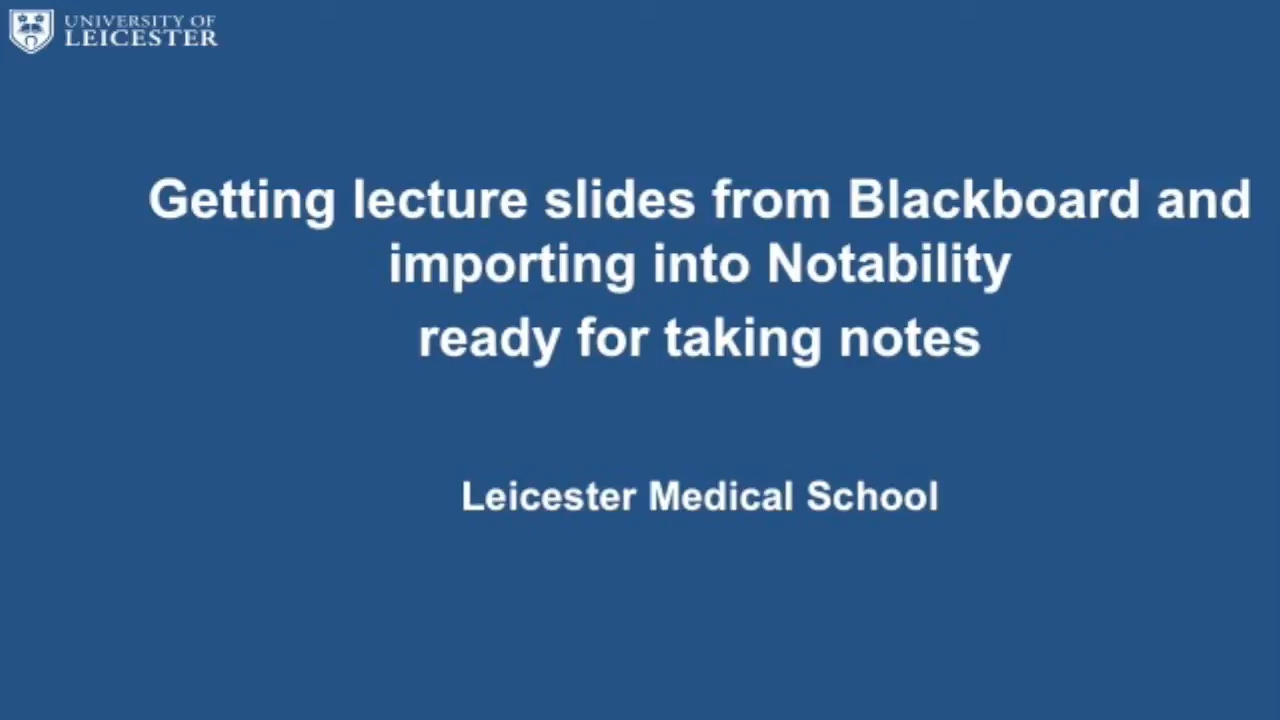 UNIVERSITY OF
LEICESTER
Getting lecture slides from Blackboard and
importing into Notability
ready for taking notes
Leicester Medical School